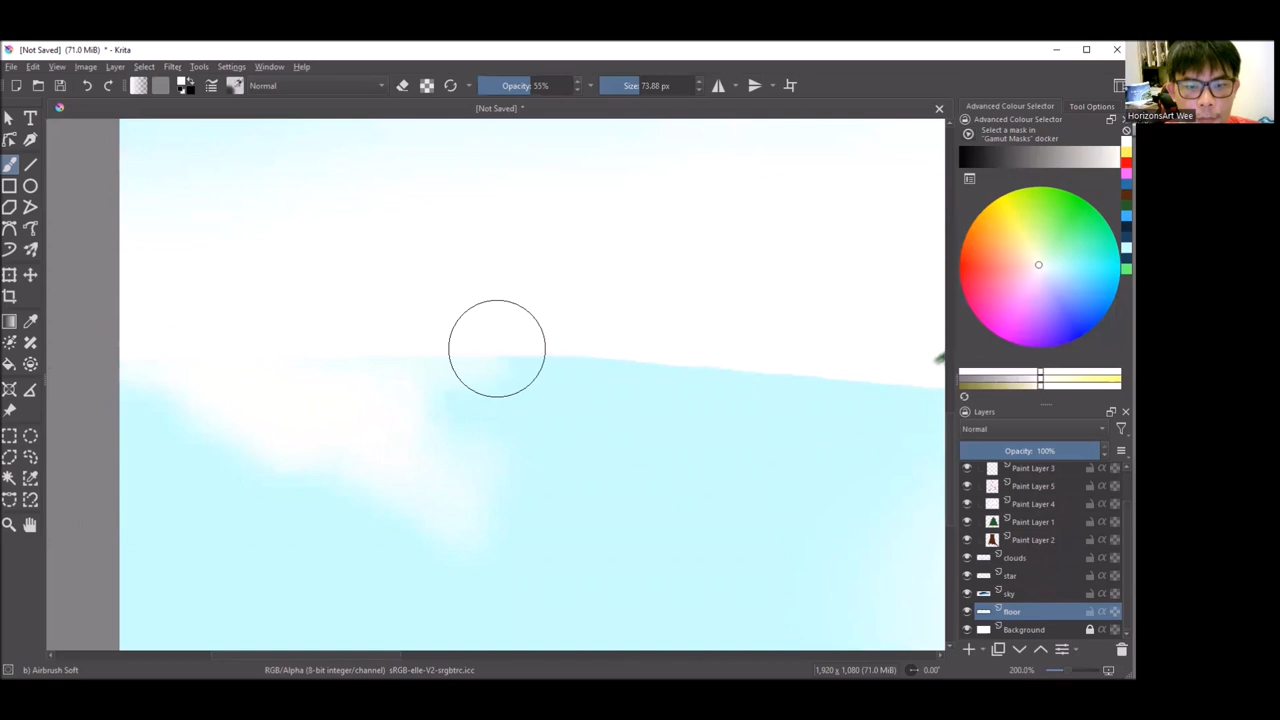 [Not Saved] (71.0 MiB) * - Krita
File Edit View Image Layer Select Filter Tools Settings Window Help
Normal
Opacity: 55%
Size: 73.88 px
[Not Saved] *
HorizonsArt Wee
Advanced Colour Selector
Tool Options
Advanced Colour Selector
Select a mask in
"Gamut Masks" docker
Layers
Normal
Opacity: 100%
Paint Layer 3
Paint Layer 5
Paint Layer 4
Paint Layer 1
Paint Layer 2
clouds
star
sky
floor
Background
b) Airbrush Soft
RGB/Alpha (8-bit integer/channel) sRGB-elle-V2-srgbtrc.icc
1,920 x 1,080 (71.0 MiB)
0.00°
200.0%